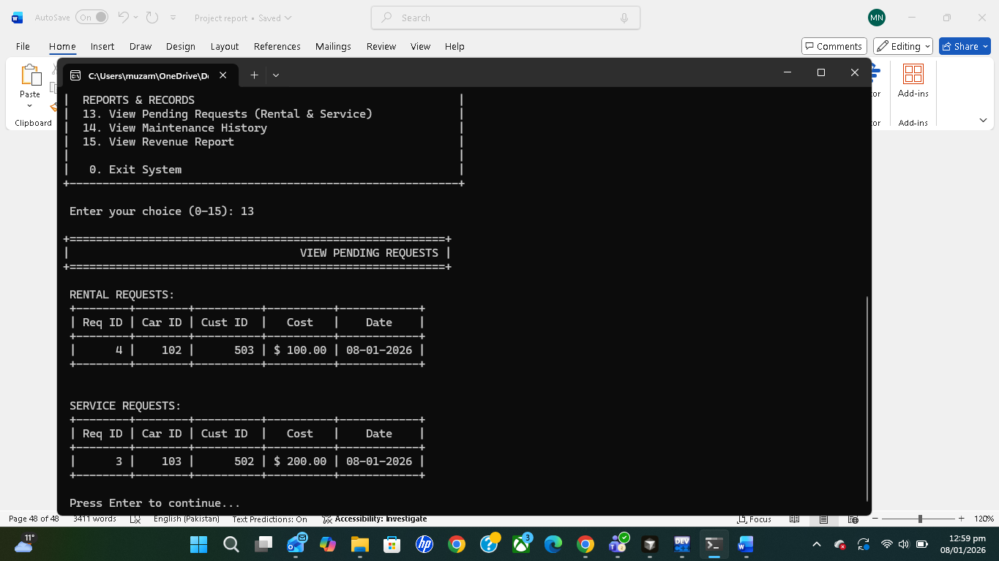 AutoSave On Project report • Saved Search MN
File Home Insert Draw Design Layout References Mailings Review View Help Comments Editing Share
C:\Users\muzam\OneDrive\De
Paste
Clipboard
Add-ins
Add-ins
| REPORTS & RECORDS |
| 13. View Pending Requests (Rental & Service) |
| 14. View Maintenance History |
| 15. View Revenue Report |
| |
| 0. Exit System |
+-----------------------------------------------------------+
Enter your choice (0-15): 13
+=========================================================+
| VIEW PENDING REQUESTS |
+=========================================================+
RENTAL REQUESTS:
+--------+--------+----------+----------+------------+
| Req ID | Car ID | Cust ID | Cost | Date |
+--------+--------+----------+----------+------------+
| 4 | 102 | 503 | $ 100.00 | 08-01-2026 |
+--------+--------+----------+----------+------------+
SERVICE REQUESTS:
+--------+--------+----------+----------+------------+
| Req ID | Car ID | Cust ID | Cost | Date |
+--------+--------+----------+----------+------------+
| 3 | 103 | 502 | $ 200.00 | 08-01-2026 |
+--------+--------+----------+----------+------------+
Press Enter to continue...
Page 48 of 48 3411 words English (Pakistan) Text Predictions: On Accessibility: Investigate Focus 120%
11° 12:59 pm
08/01/2026